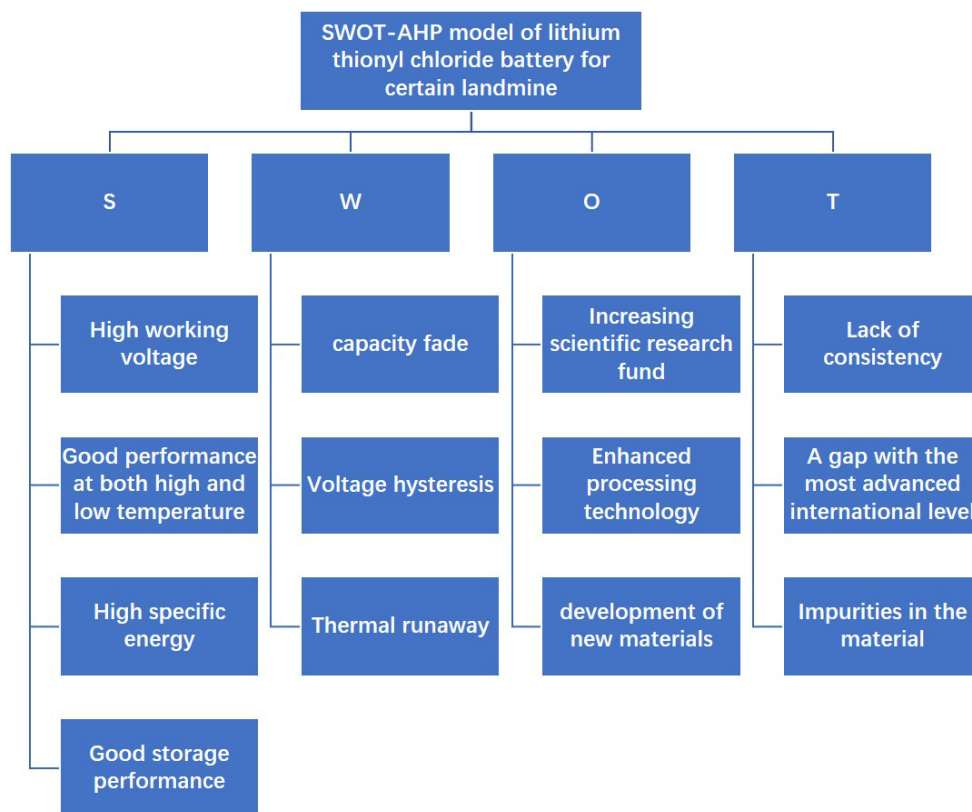 SWOT-AHP model of lithium
thionyl chloride battery for
certain landmine
S
W
O
T
High working
voltage
Good performance
at both high and
low temperature
High specific
energy
Good storage
performance
capacity fade
Voltage hysteresis
Thermal runaway
Increasing
scientific research
fund
Enhanced
processing
technology
development of
new materials
Lack of
consistency
A gap with the
most advanced
international level
Impurities in the
material